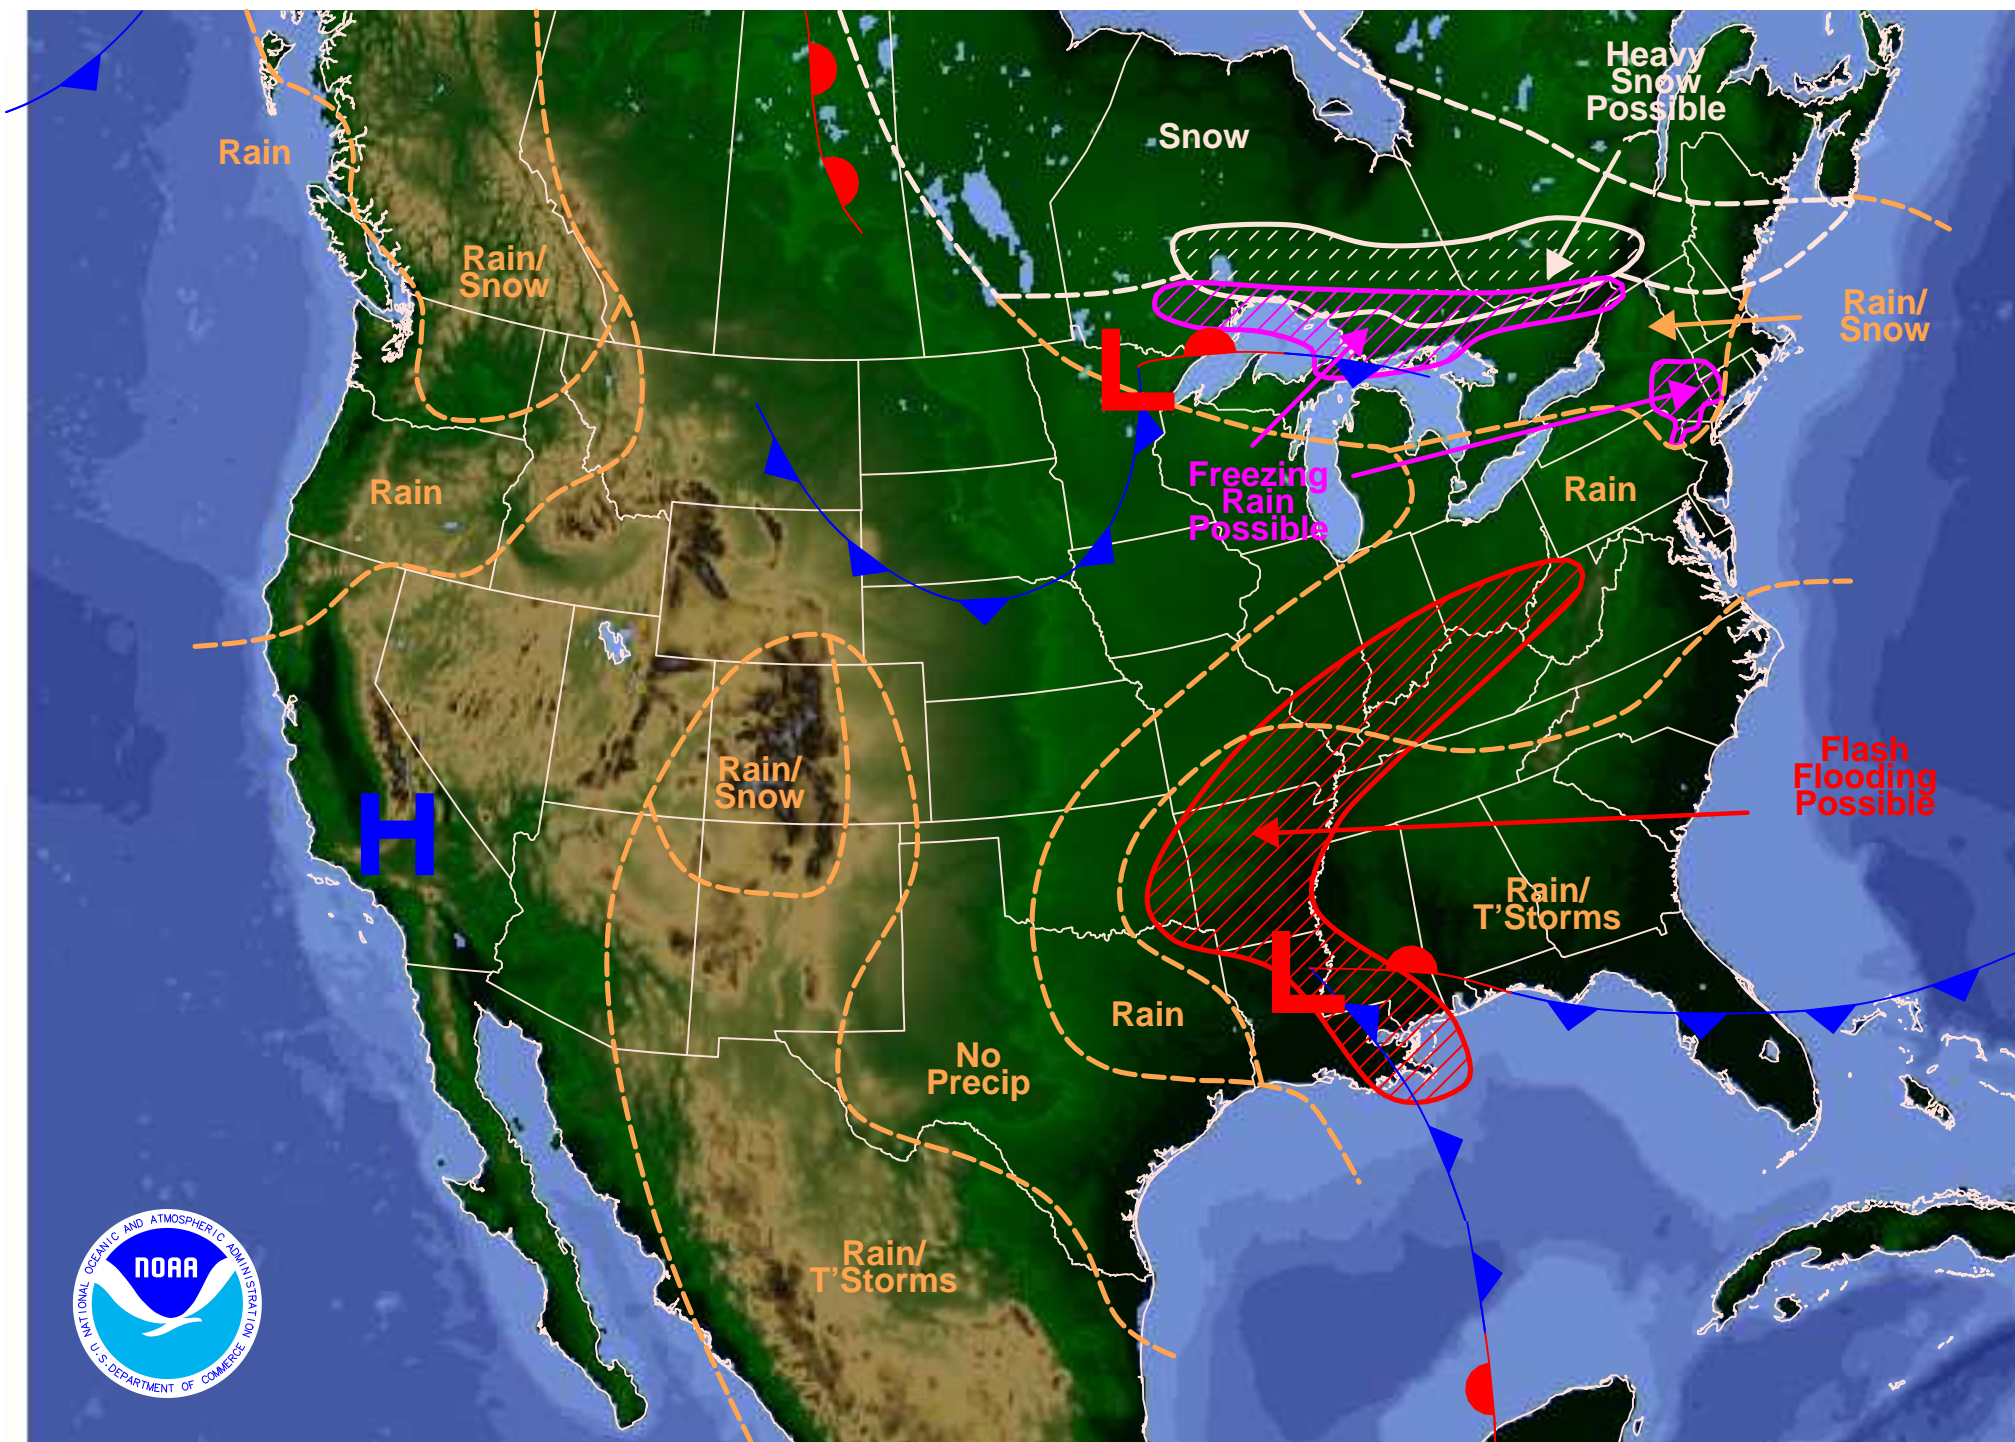 Heavy
Snow
Possible
Snow
Rain
Rain/
Snow
Rain/
Snow
Rain
L
Freezing
Rain
Possible
Rain
Rain/
Snow
Flash
Flooding
Possible
H
Rain/
T'Storms
L
Rain
No
Precip
Rain/
T'Storms
NATIONAL OCEANIC AND ATMOSPHERIC ADMINISTRATION
NOAA
U.S. DEPARTMENT OF COMMERCE